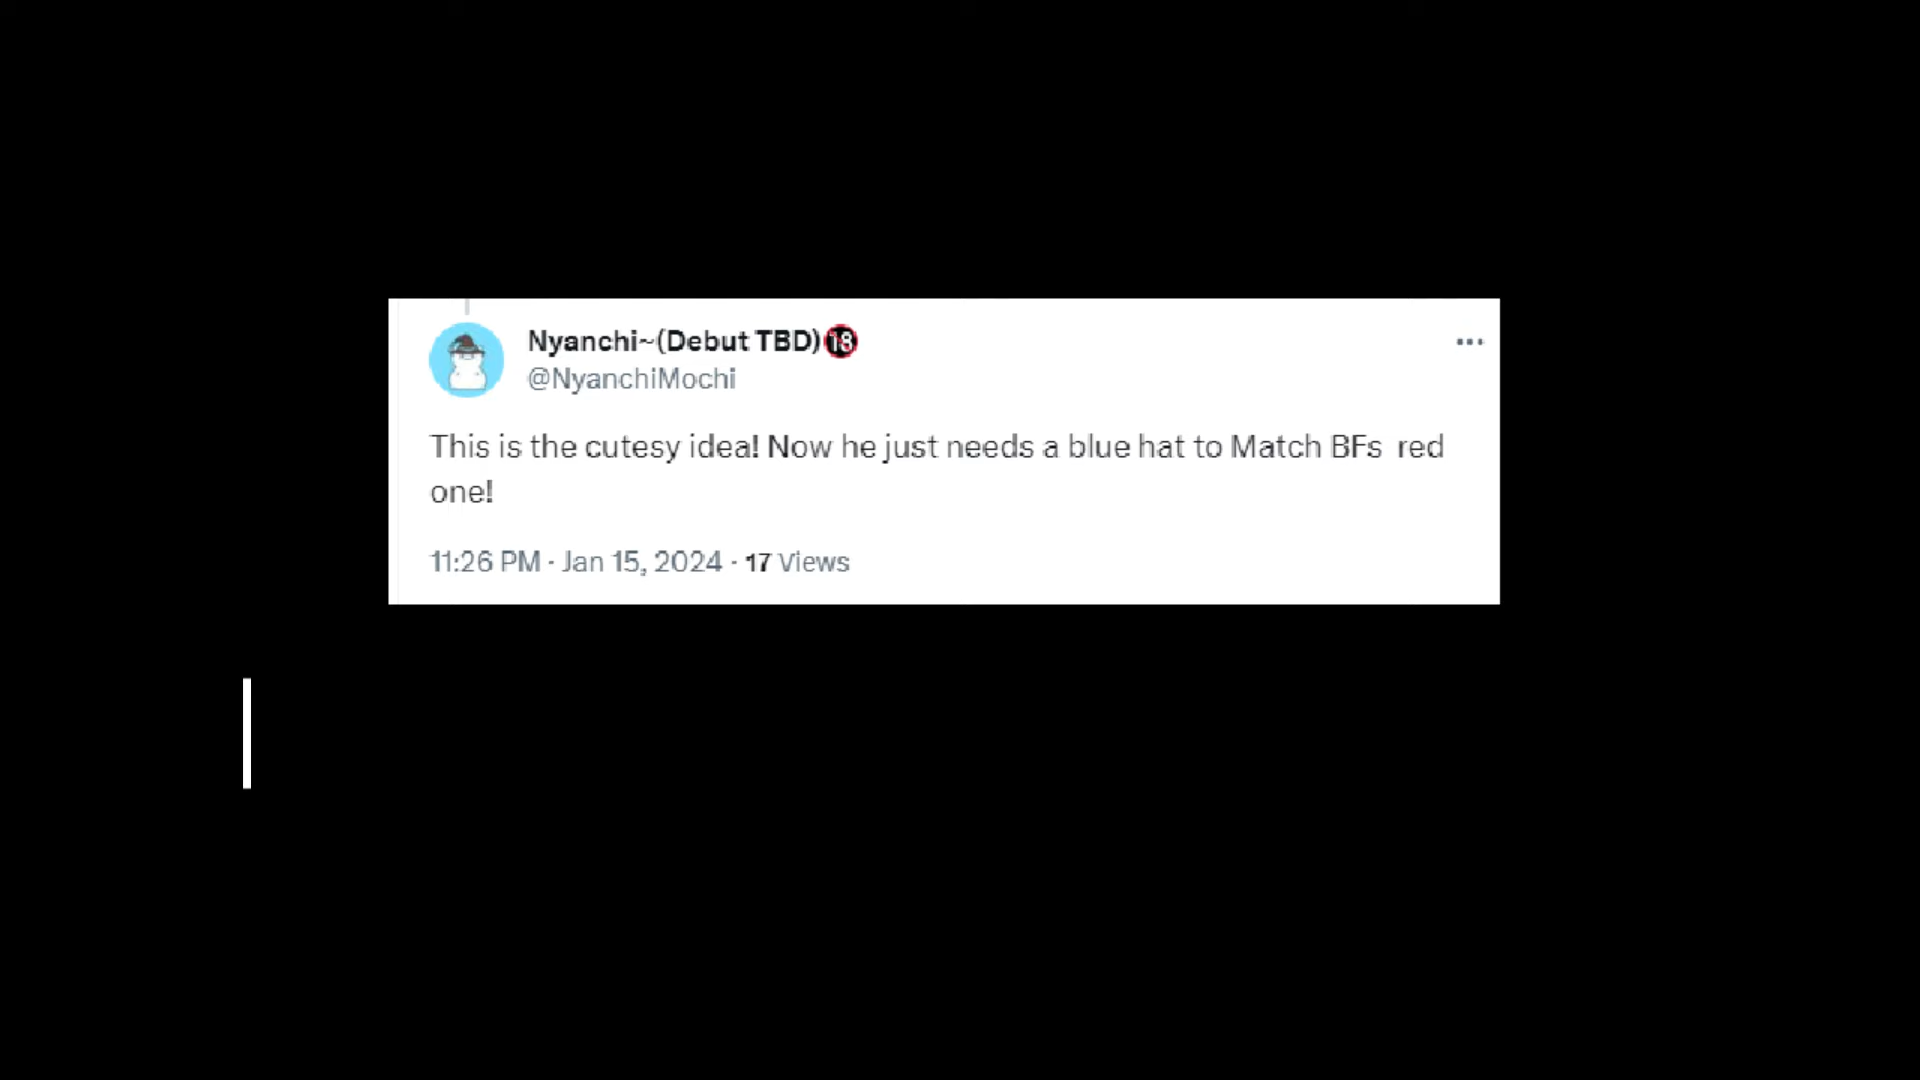 Nyanchi~(Debut TBD)🔞
@NyanchiMochi
This is the cutesy idea! Now he just needs a blue hat to Match BFs  red
one!
11:26 PM · Jan 15, 2024 · 17 Views